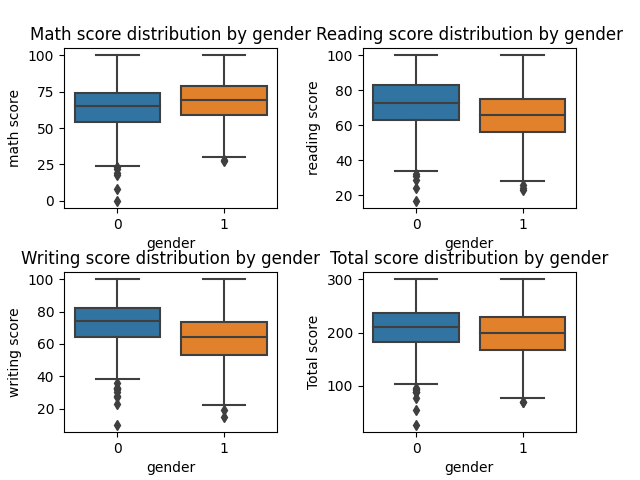 Math score distribution by gender
100
75
50
25
0
math score
0 1
gender
Reading score distribution by gender
100
80
60
40
20
reading score
0 1
gender
Writing score distribution by gender
100
80
60
40
20
writing score
0 1
gender
Total score distribution by gender
300
200
100
Total score
0 1
gender